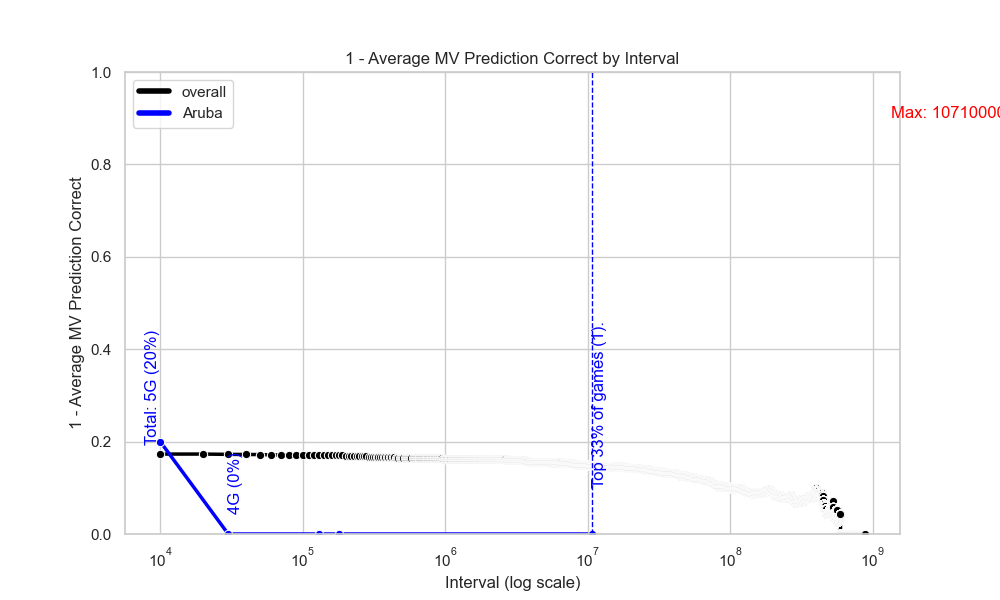 1 - Average MV Prediction Correct by Interval
1 - Average MV Prediction Correct
1.0
0.8
0.6
0.4
0.2
0.0
overall
Aruba
Max: 10710000
Total: 5G (20%)
4G (0%)
Top 33% of games (1).
10^4
10^5
10^6
10^7
10^8
10^9
Interval (log scale)